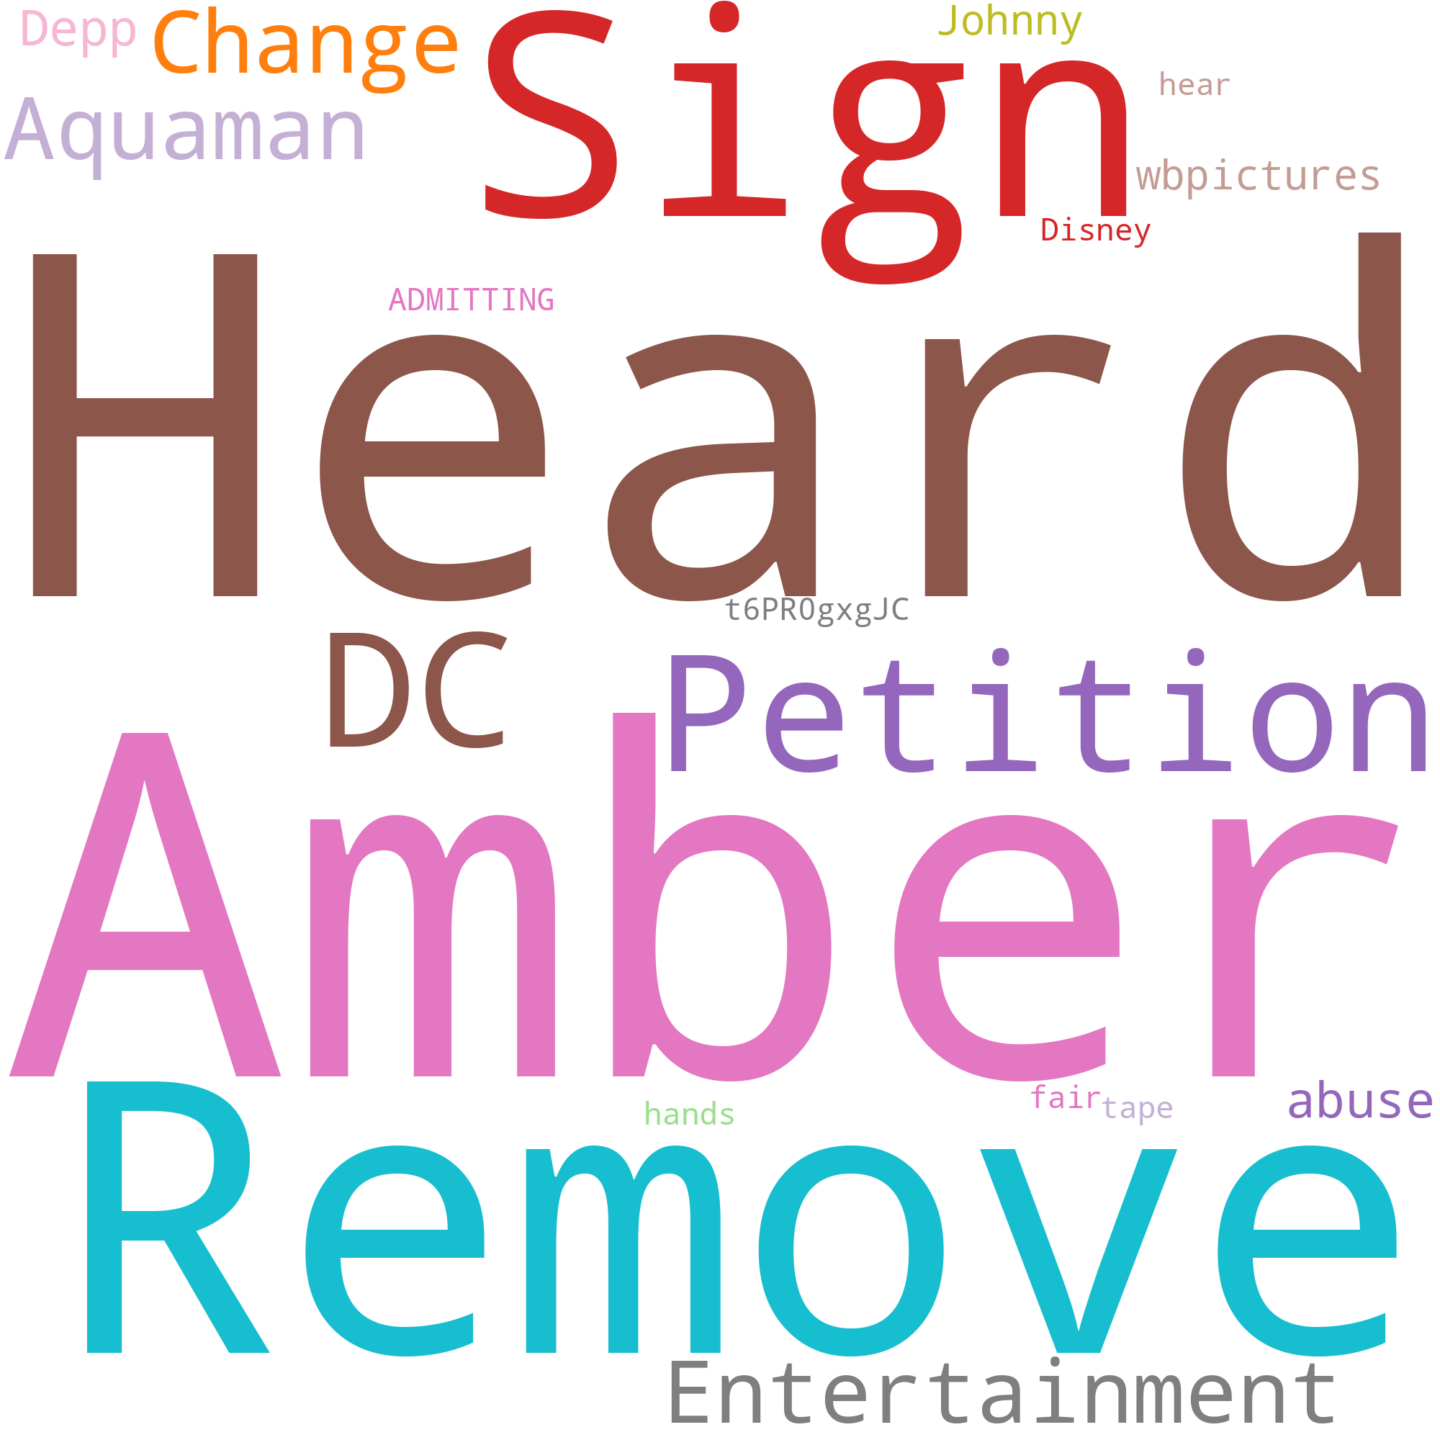 Depp
Change
Sign
Johnny
hear
Aquaman
wbpictures
Disney
Heard
ADMITTING
t6PR0gxgJC
DC
Petition
Amber
fair
tape
abuse
hands
Remove
Entertainment